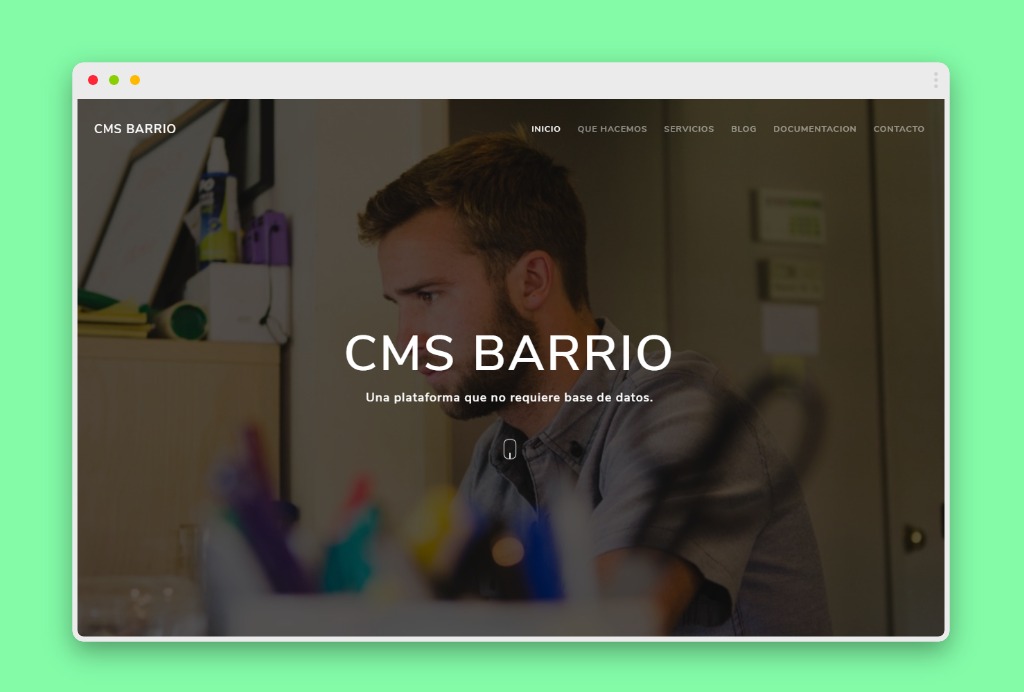 CMS BARRIO
INICIO QUE HACEMOS SERVICIOS BLOG DOCUMENTACION CONTACTO
CMS BARRIO
Una plataforma que no requiere base de datos.